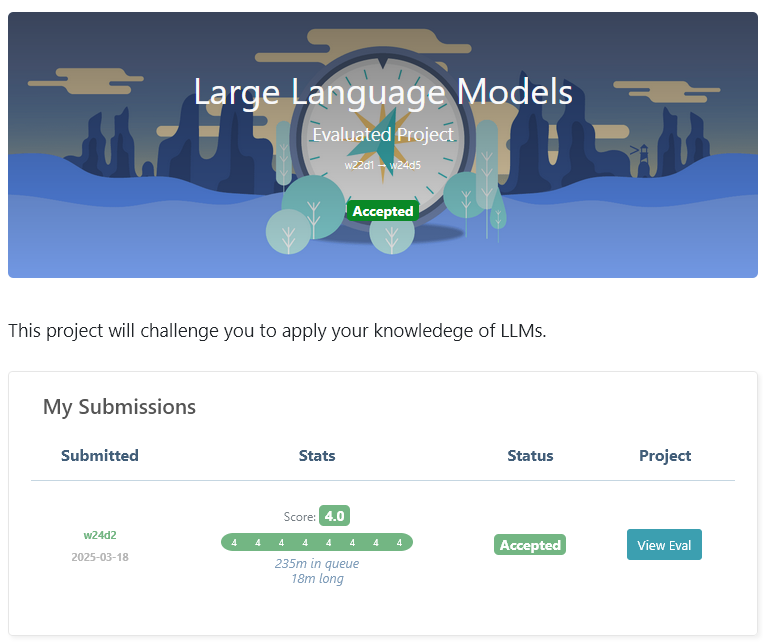 Large Language Models
Evaluated Project
w22d1 → w24d5
Accepted
This project will challenge you to apply your knowledege of LLMs.
My Submissions
Submitted Stats Status Project
Score: 4.0
w24d2 4 4 4 4 4 4 4 4 Accepted View Eval
2025-03-18 235m in queue
18m long